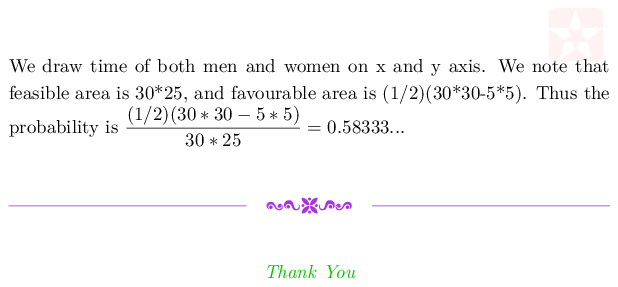 We draw time of both men and women on x and y axis. We note that
feasible area is 30*25, and favourable area is (1/2)(30*30-5*5). Thus the
probability is \frac{(1/2)(30 * 30 − 5 * 5)}{30 * 25} = 0.58333...
Thank You